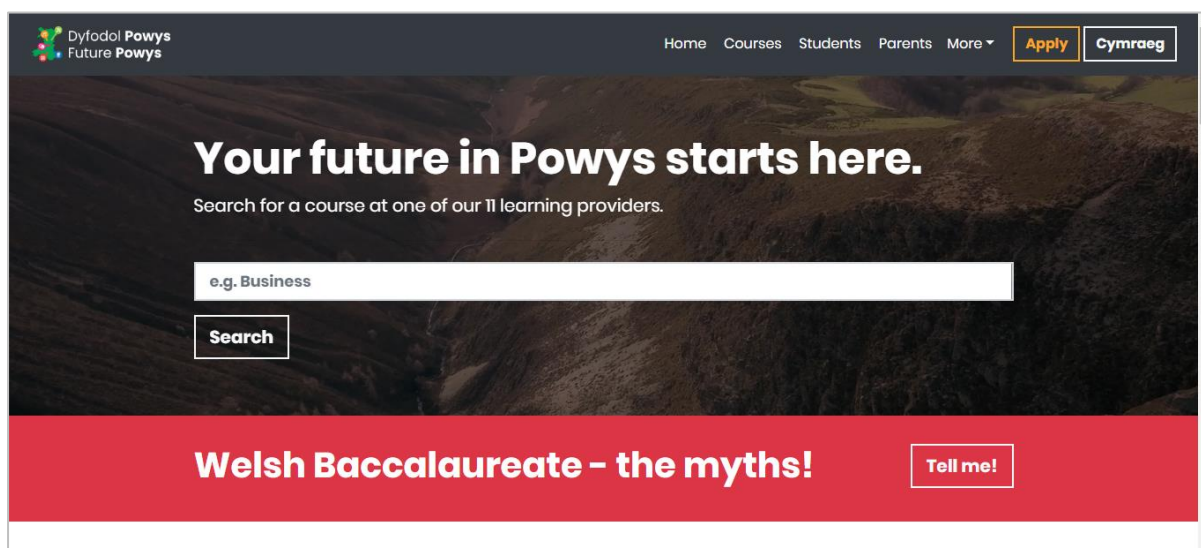 Dyfodol Powys
Future Powys
Home Courses Students Parents More Apply Cymraeg
Your future in Powys starts here.
Search for a course at one of our 11 learning providers.
e.g. Business
Search
Welsh Baccalaureate - the myths!
Tell me!